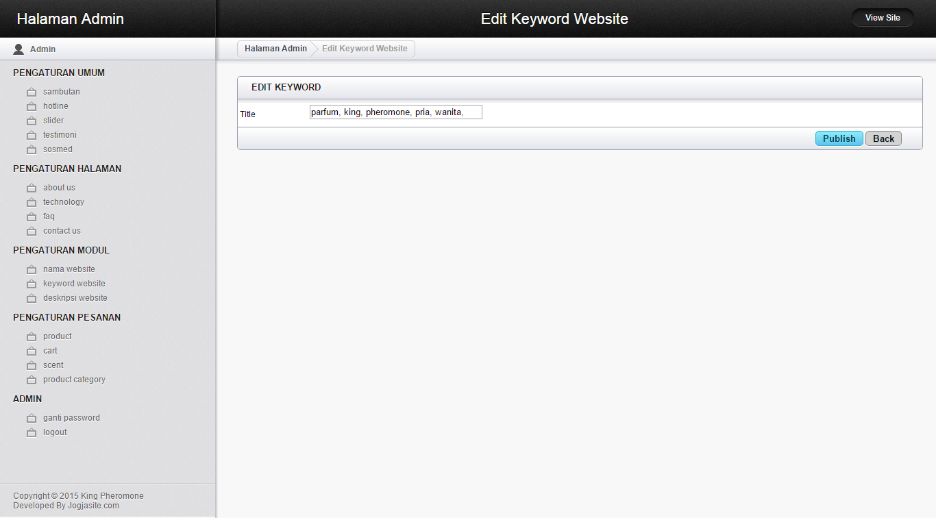 Halaman Admin
Edit Keyword Website
View Site
Admin
Halaman Admin
Edit Keyword Website
PENGATURAN UMUM
sambutan
hotline
slider
testimoni
sosmed
PENGATURAN HALAMAN
about us
technology
faq
contact us
PENGATURAN MODUL
nama website
keyword website
deskripsi website
PENGATURAN PESANAN
product
cart
scent
product category
ADMIN
ganti password
logout
Copyright © 2015 King Pheromone
Developed By Jogjasite.com
EDIT KEYWORD
Title
parfum, king, pheromone, pria, wanita,
Publish
Back